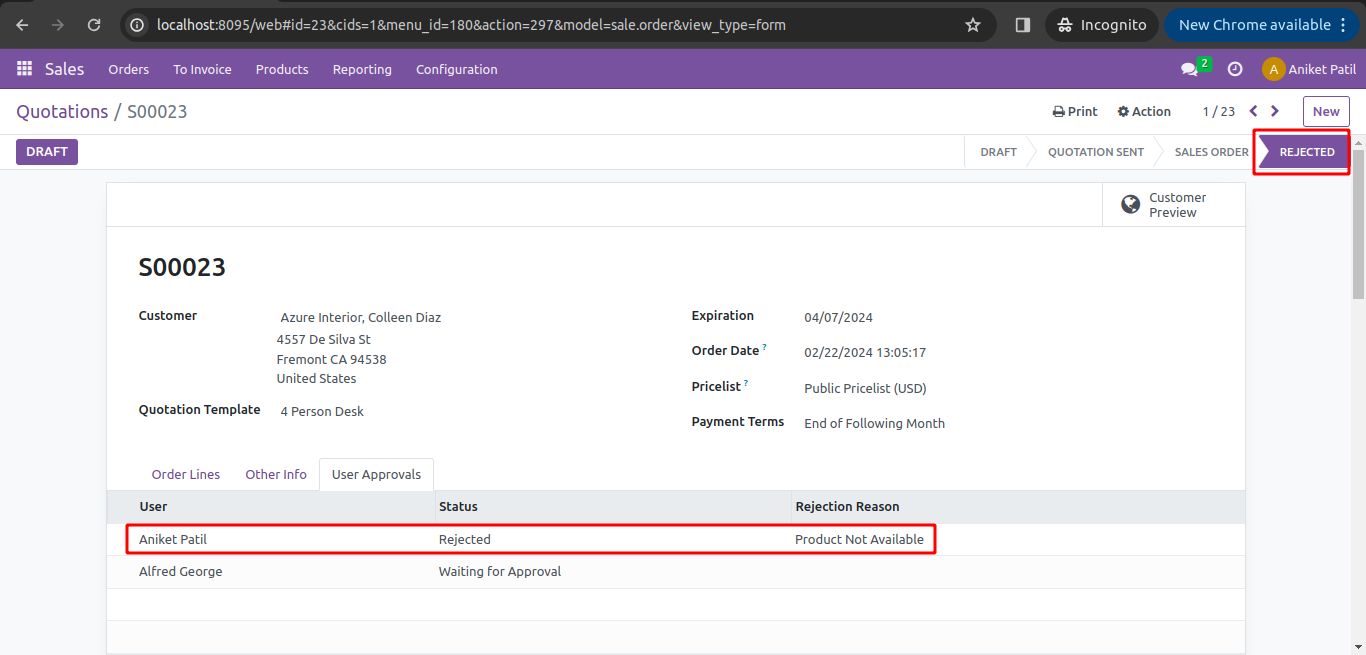 localhost:8095/web#id=23&cids=1&menu_id=180&action=297&model=sale.order&view_type=form
Incognito
New Chrome available
Sales Orders To Invoice Products Reporting Configuration 2 A Aniket Patil
Quotations / S00023 Print Action 1 / 23 New
DRAFT DRAFT QUOTATION SENT SALES ORDER REJECTED
Customer
Preview
S00023
Customer Azure Interior, Colleen Diaz
4557 De Silva St
Fremont CA 94538
United States
Quotation Template 4 Person Desk
Expiration 04/07/2024
Order Date ? 02/22/2024 13:05:17
Pricelist ? Public Pricelist (USD)
Payment Terms End of Following Month
Order Lines Other Info User Approvals
User Status Rejection Reason
Aniket Patil Rejected Product Not Available
Alfred George Waiting for Approval